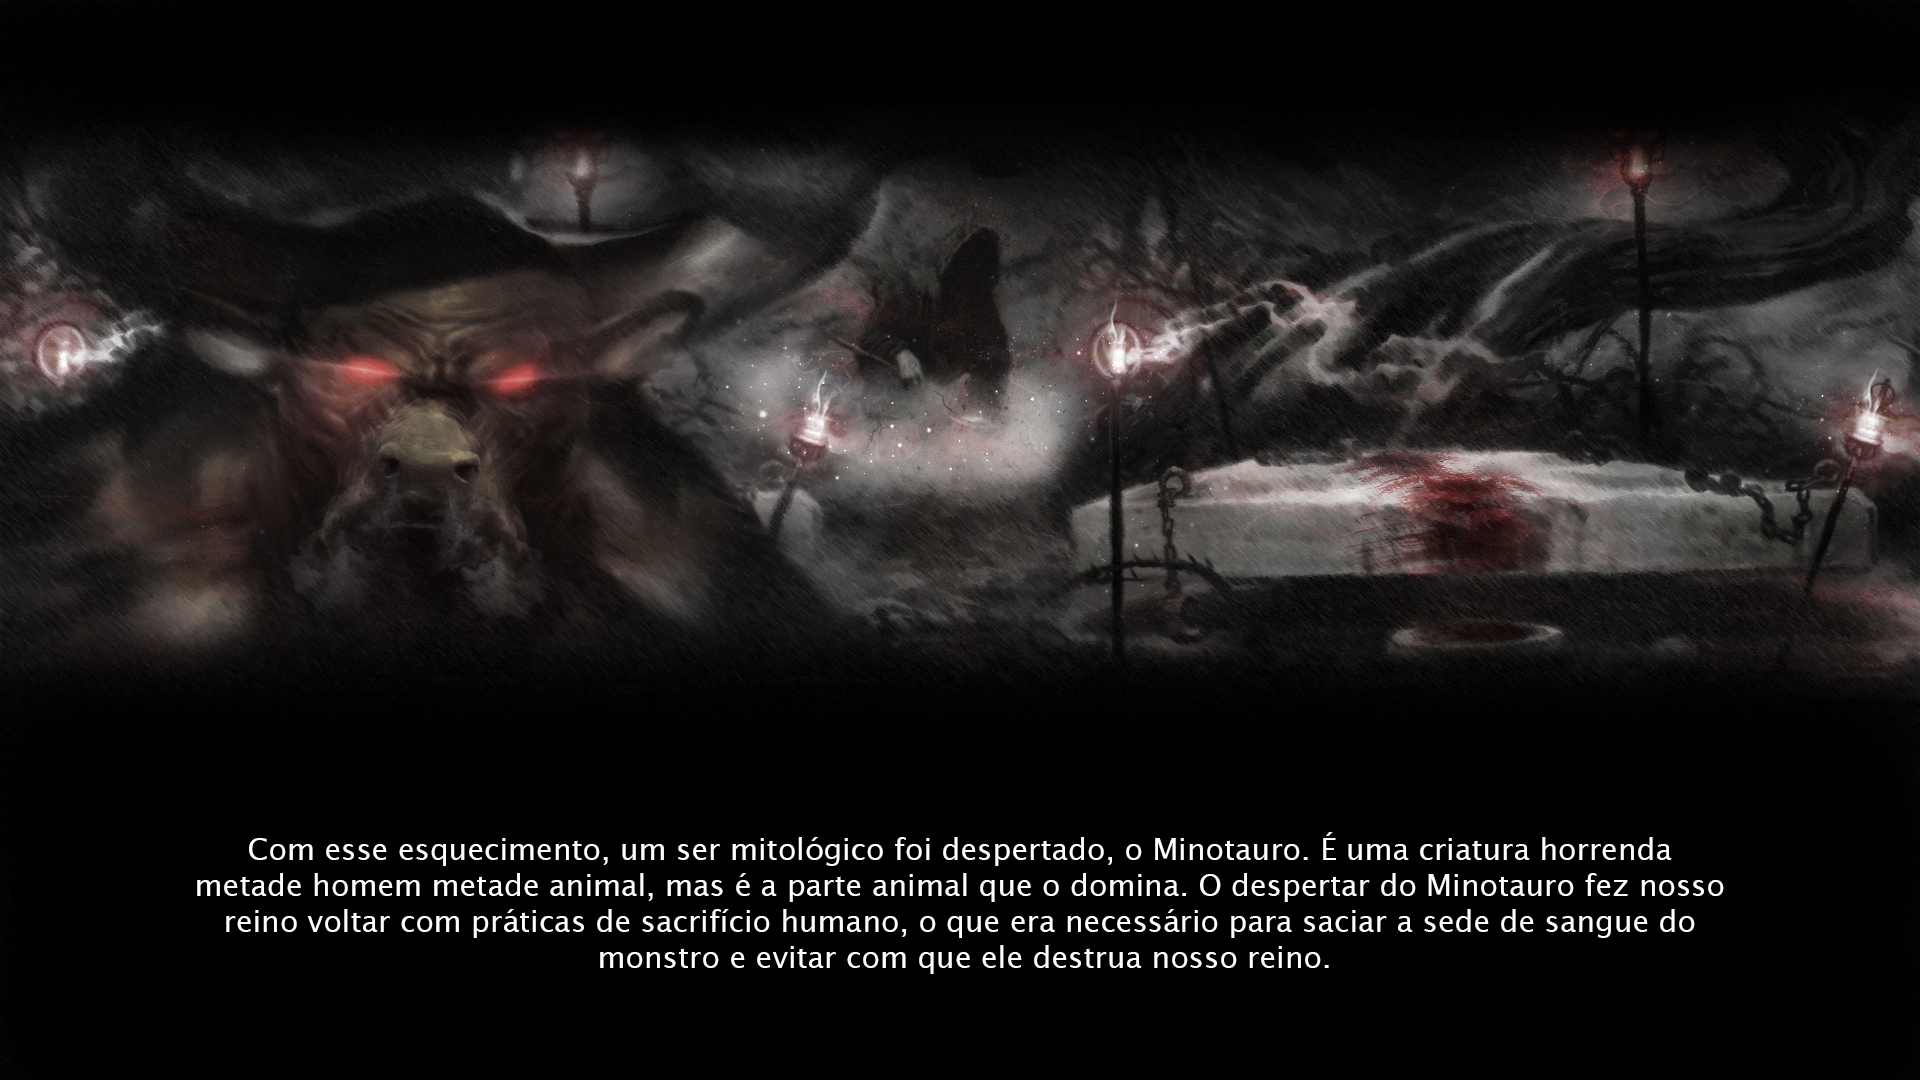 Com esse esquecimento, um ser mitológico foi despertado, o Minotauro. É uma criatura horrenda
metade homem metade animal, mas é a parte animal que o domina. O despertar do Minotauro fez nosso
reino voltar com práticas de sacrifício humano, o que era necessário para saciar a sede de sangue do
monstro e evitar com que ele destrua nosso reino.